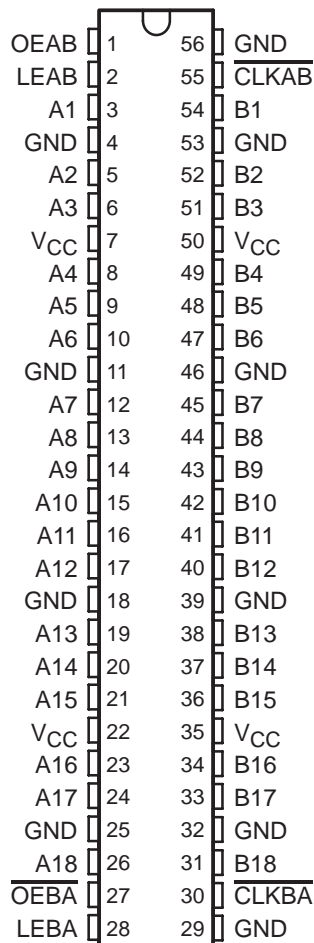 OEAB 1 56 GND
LEAB 2 55 CLKAB
A1 3 54 B1
GND 4 53 GND
A2 5 52 B2
A3 6 51 B3
VCC 7 50 VCC
A4 8 49 B4
A5 9 48 B5
A6 10 47 B6
GND 11 46 GND
A7 12 45 B7
A8 13 44 B8
A9 14 43 B9
A10 15 42 B10
A11 16 41 B11
A12 17 40 B12
GND 18 39 GND
A13 19 38 B13
A14 20 37 B14
A15 21 36 B15
VCC 22 35 VCC
A16 23 34 B16
A17 24 33 B17
GND 25 32 GND
A18 26 31 B18
OEBA 27 30 CLKBA
LEBA 28 29 GND